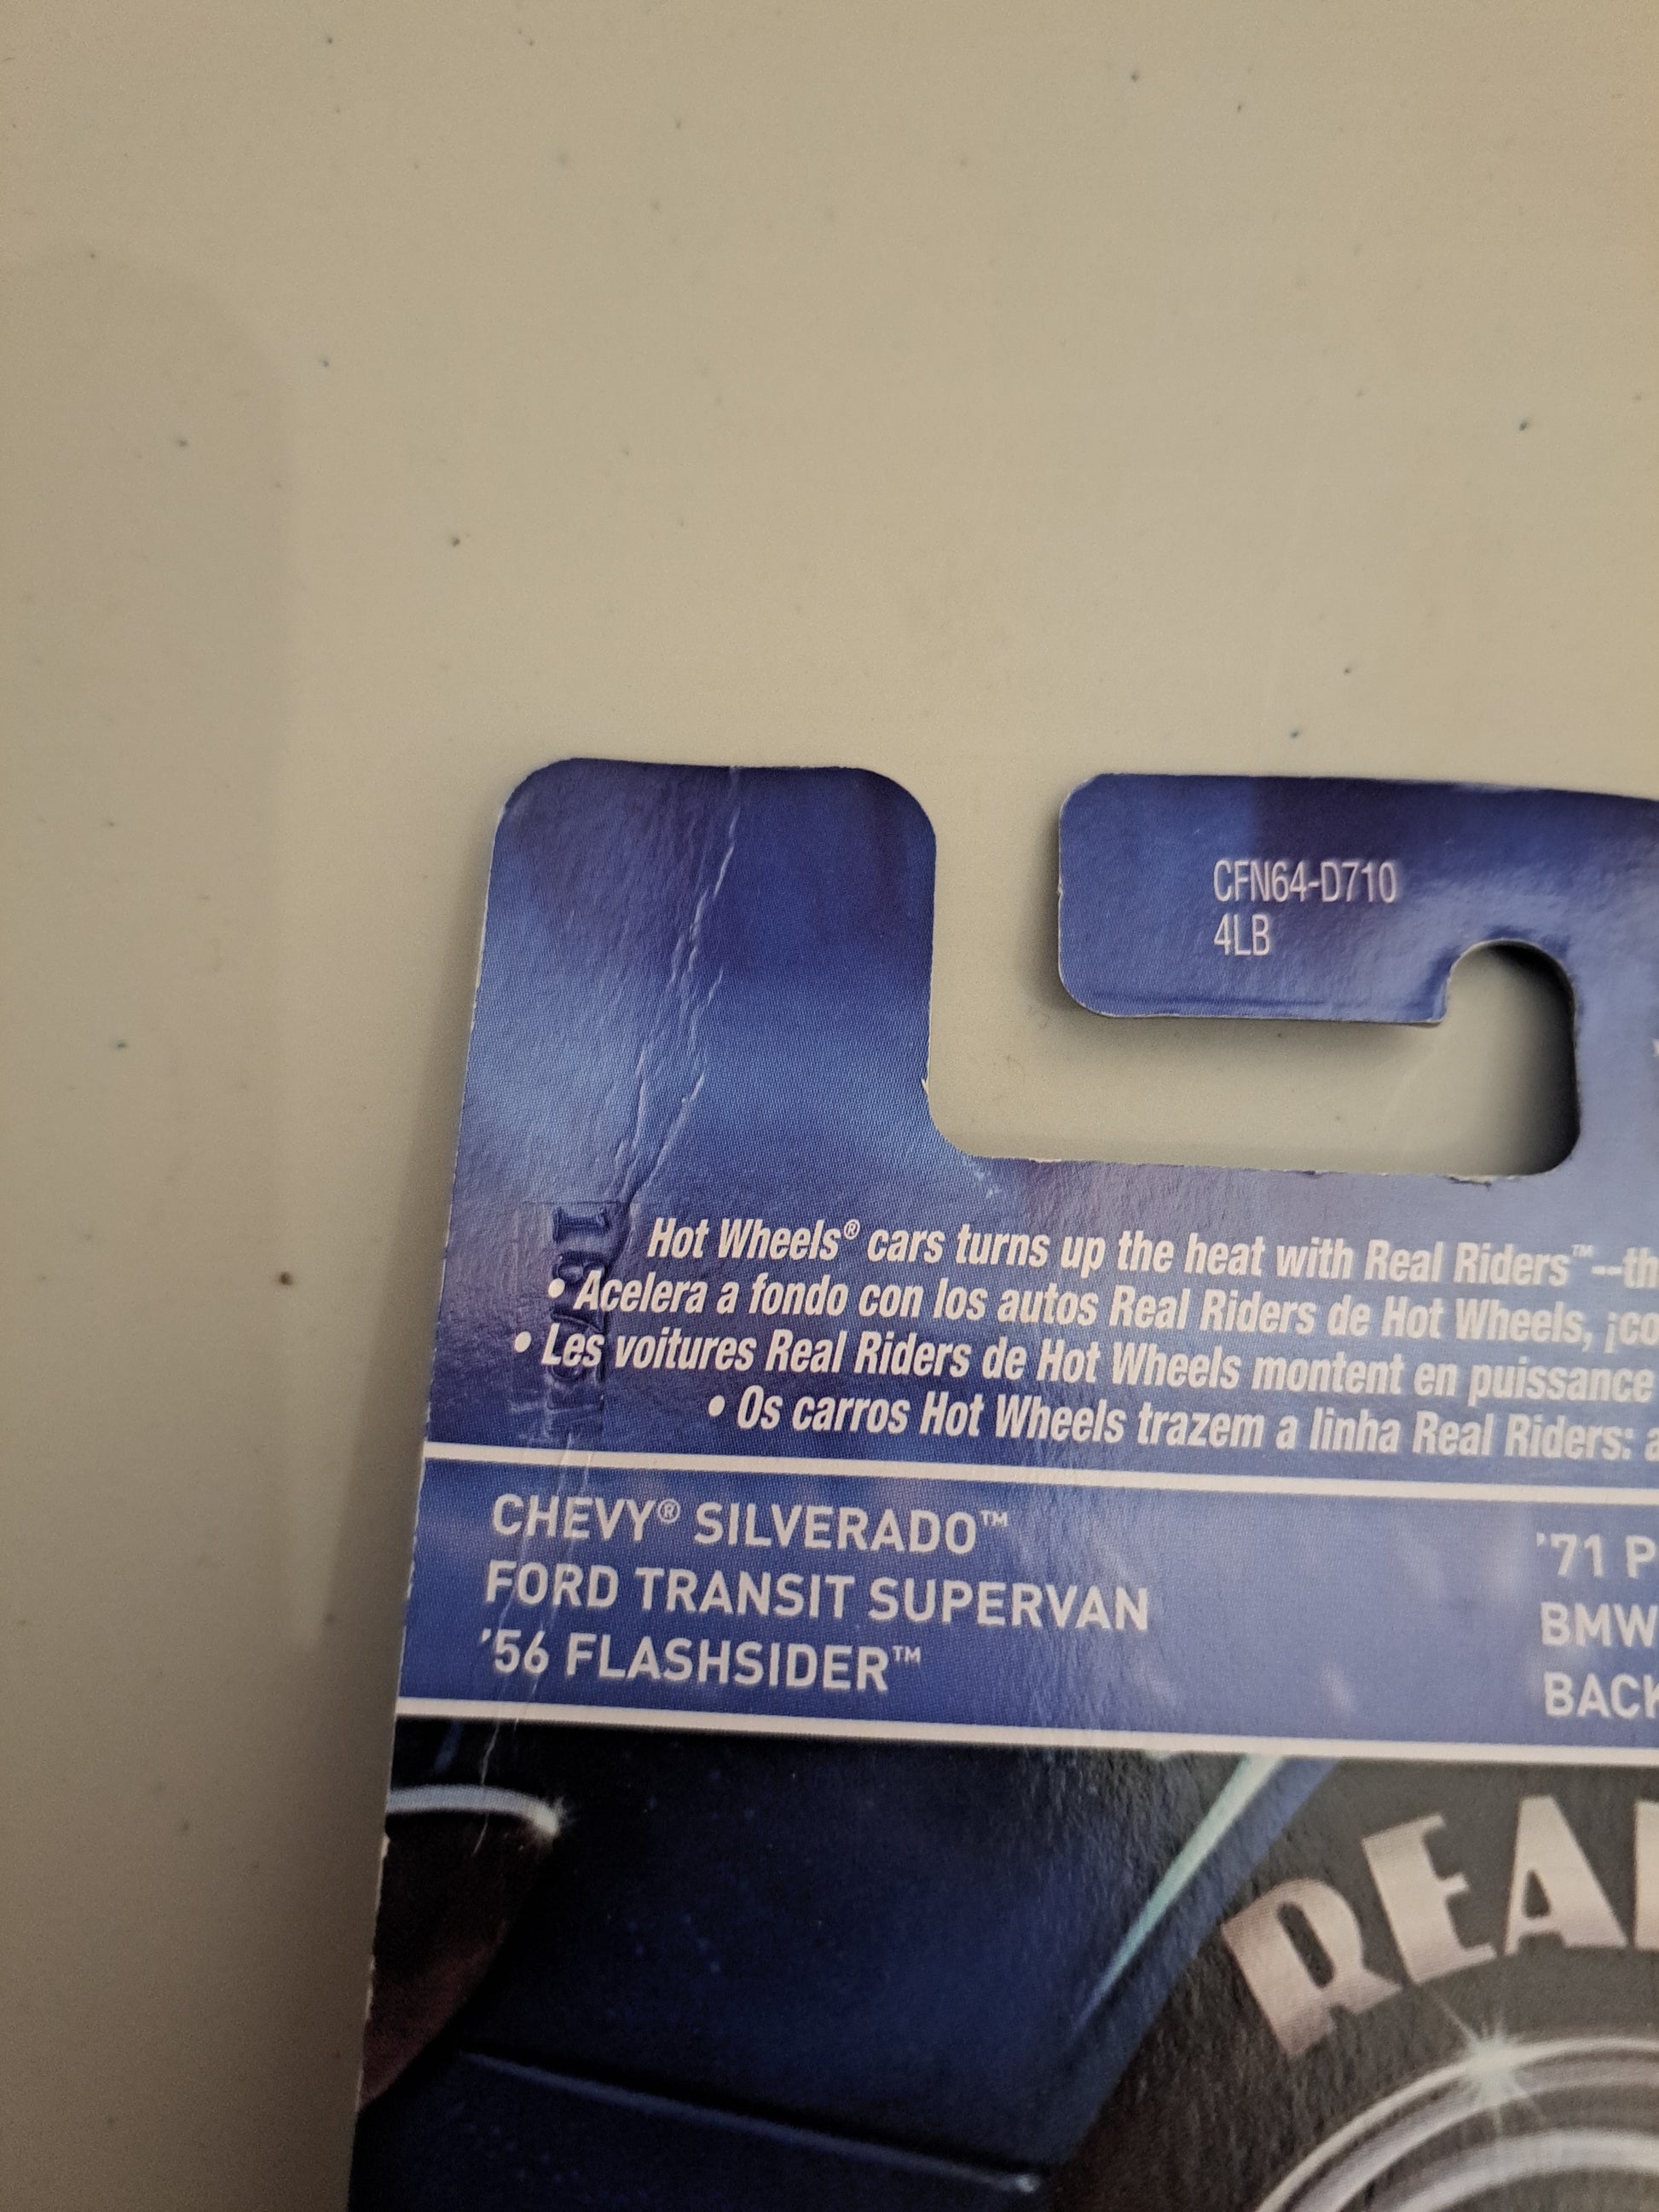 CFN64-D710
4LB
Hot Wheels® cars turns up the heat with Real Riders™--th
• Acelera a fondo con los autos Real Riders de Hot Wheels, ¡co
• Les voitures Real Riders de Hot Wheels montent en puissance
• Os carros Hot Wheels trazem a linha Real Riders: a
CHEVY® SILVERADO™
FORD TRANSIT SUPERVAN
'56 FLASHSIDER™
'71 P
BMW
BACK
REAL